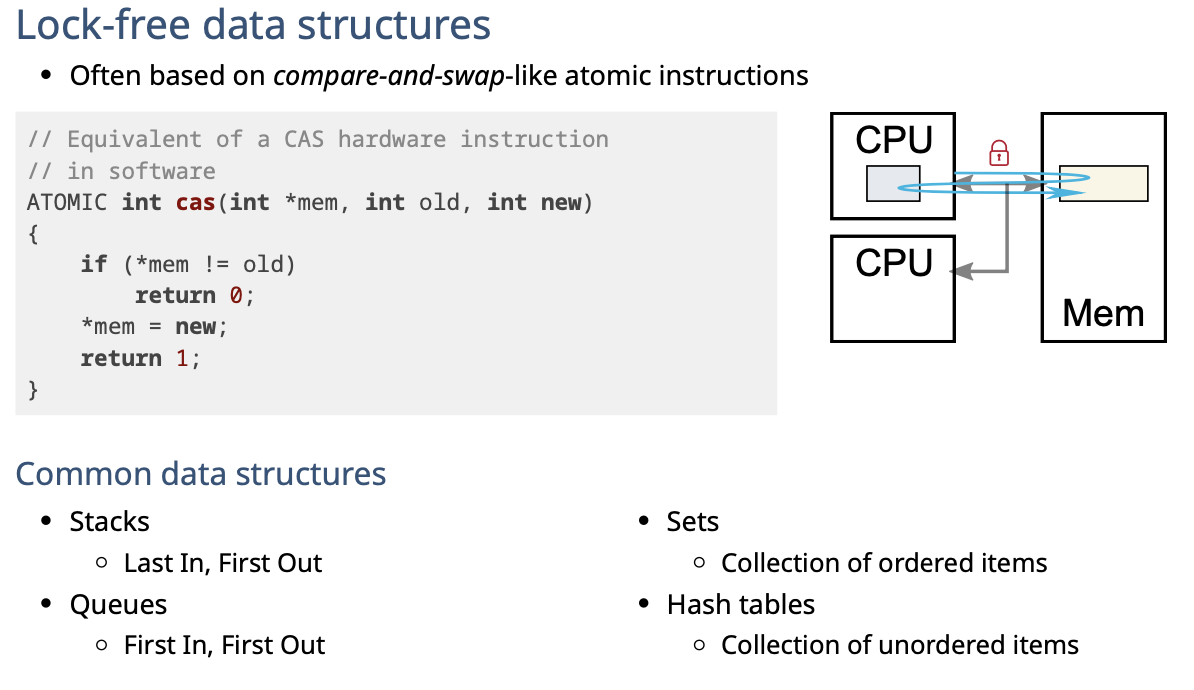 Lock-free data structures
• Often based on compare-and-swap-like atomic instructions
// Equivalent of a CAS hardware instruction
// in software
ATOMIC int cas(int *mem, int old, int new)
{
    if (*mem != old)
        return 0;
    *mem = new;
    return 1;
}
CPU
CPU
Mem
Common data structures
• Stacks
○ Last In, First Out
• Queues
○ First In, First Out
• Sets
○ Collection of ordered items
• Hash tables
○ Collection of unordered items